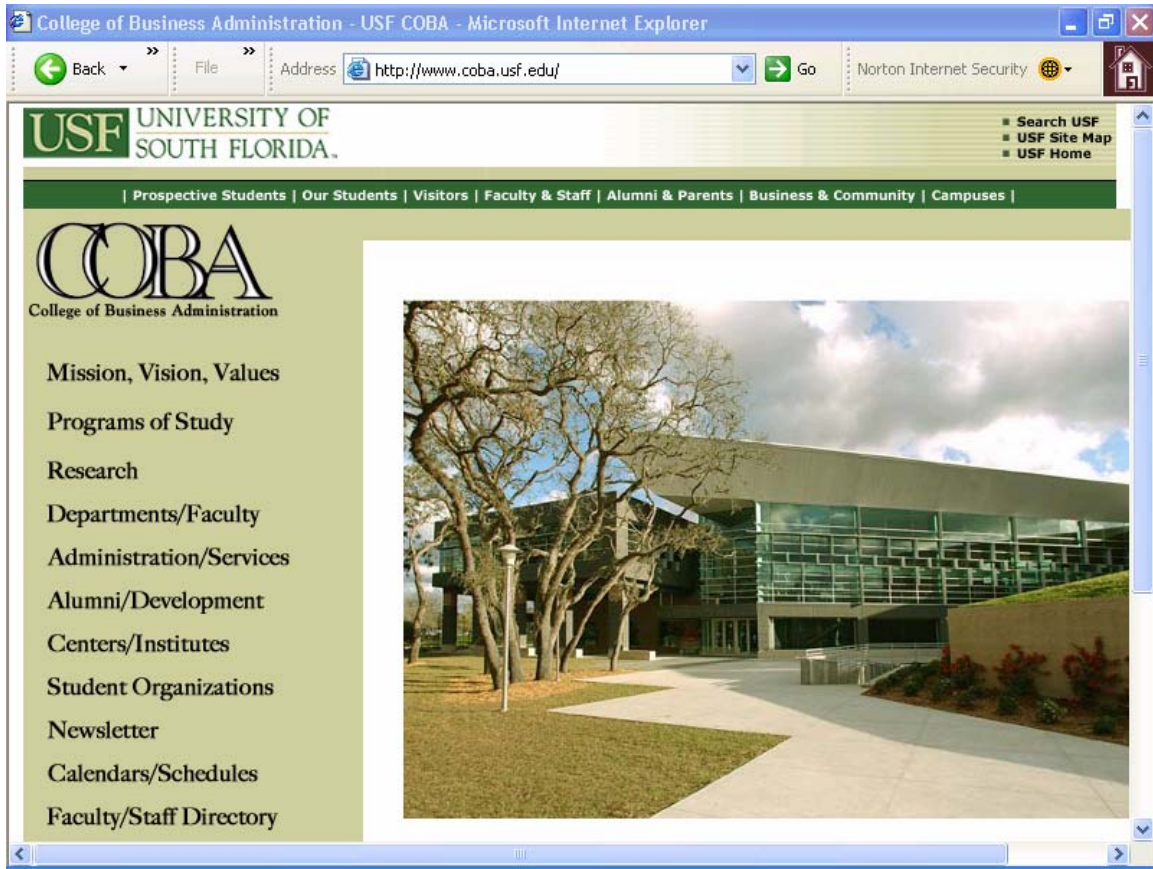 College of Business Administration - USF COBA - Microsoft Internet Explorer
Back » File » Address http://www.coba.usf.edu/ Go Norton Internet Security
USF UNIVERSITY OF
SOUTH FLORIDA.
Search USF
USF Site Map
USF Home
| Prospective Students | Our Students | Visitors | Faculty & Staff | Alumni & Parents | Business & Community | Campuses |
COBA
College of Business Administration
Mission, Vision, Values
Programs of Study
Research
Departments/Faculty
Administration/Services
Alumni/Development
Centers/Institutes
Student Organizations
Newsletter
Calendars/Schedules
Faculty/Staff Directory